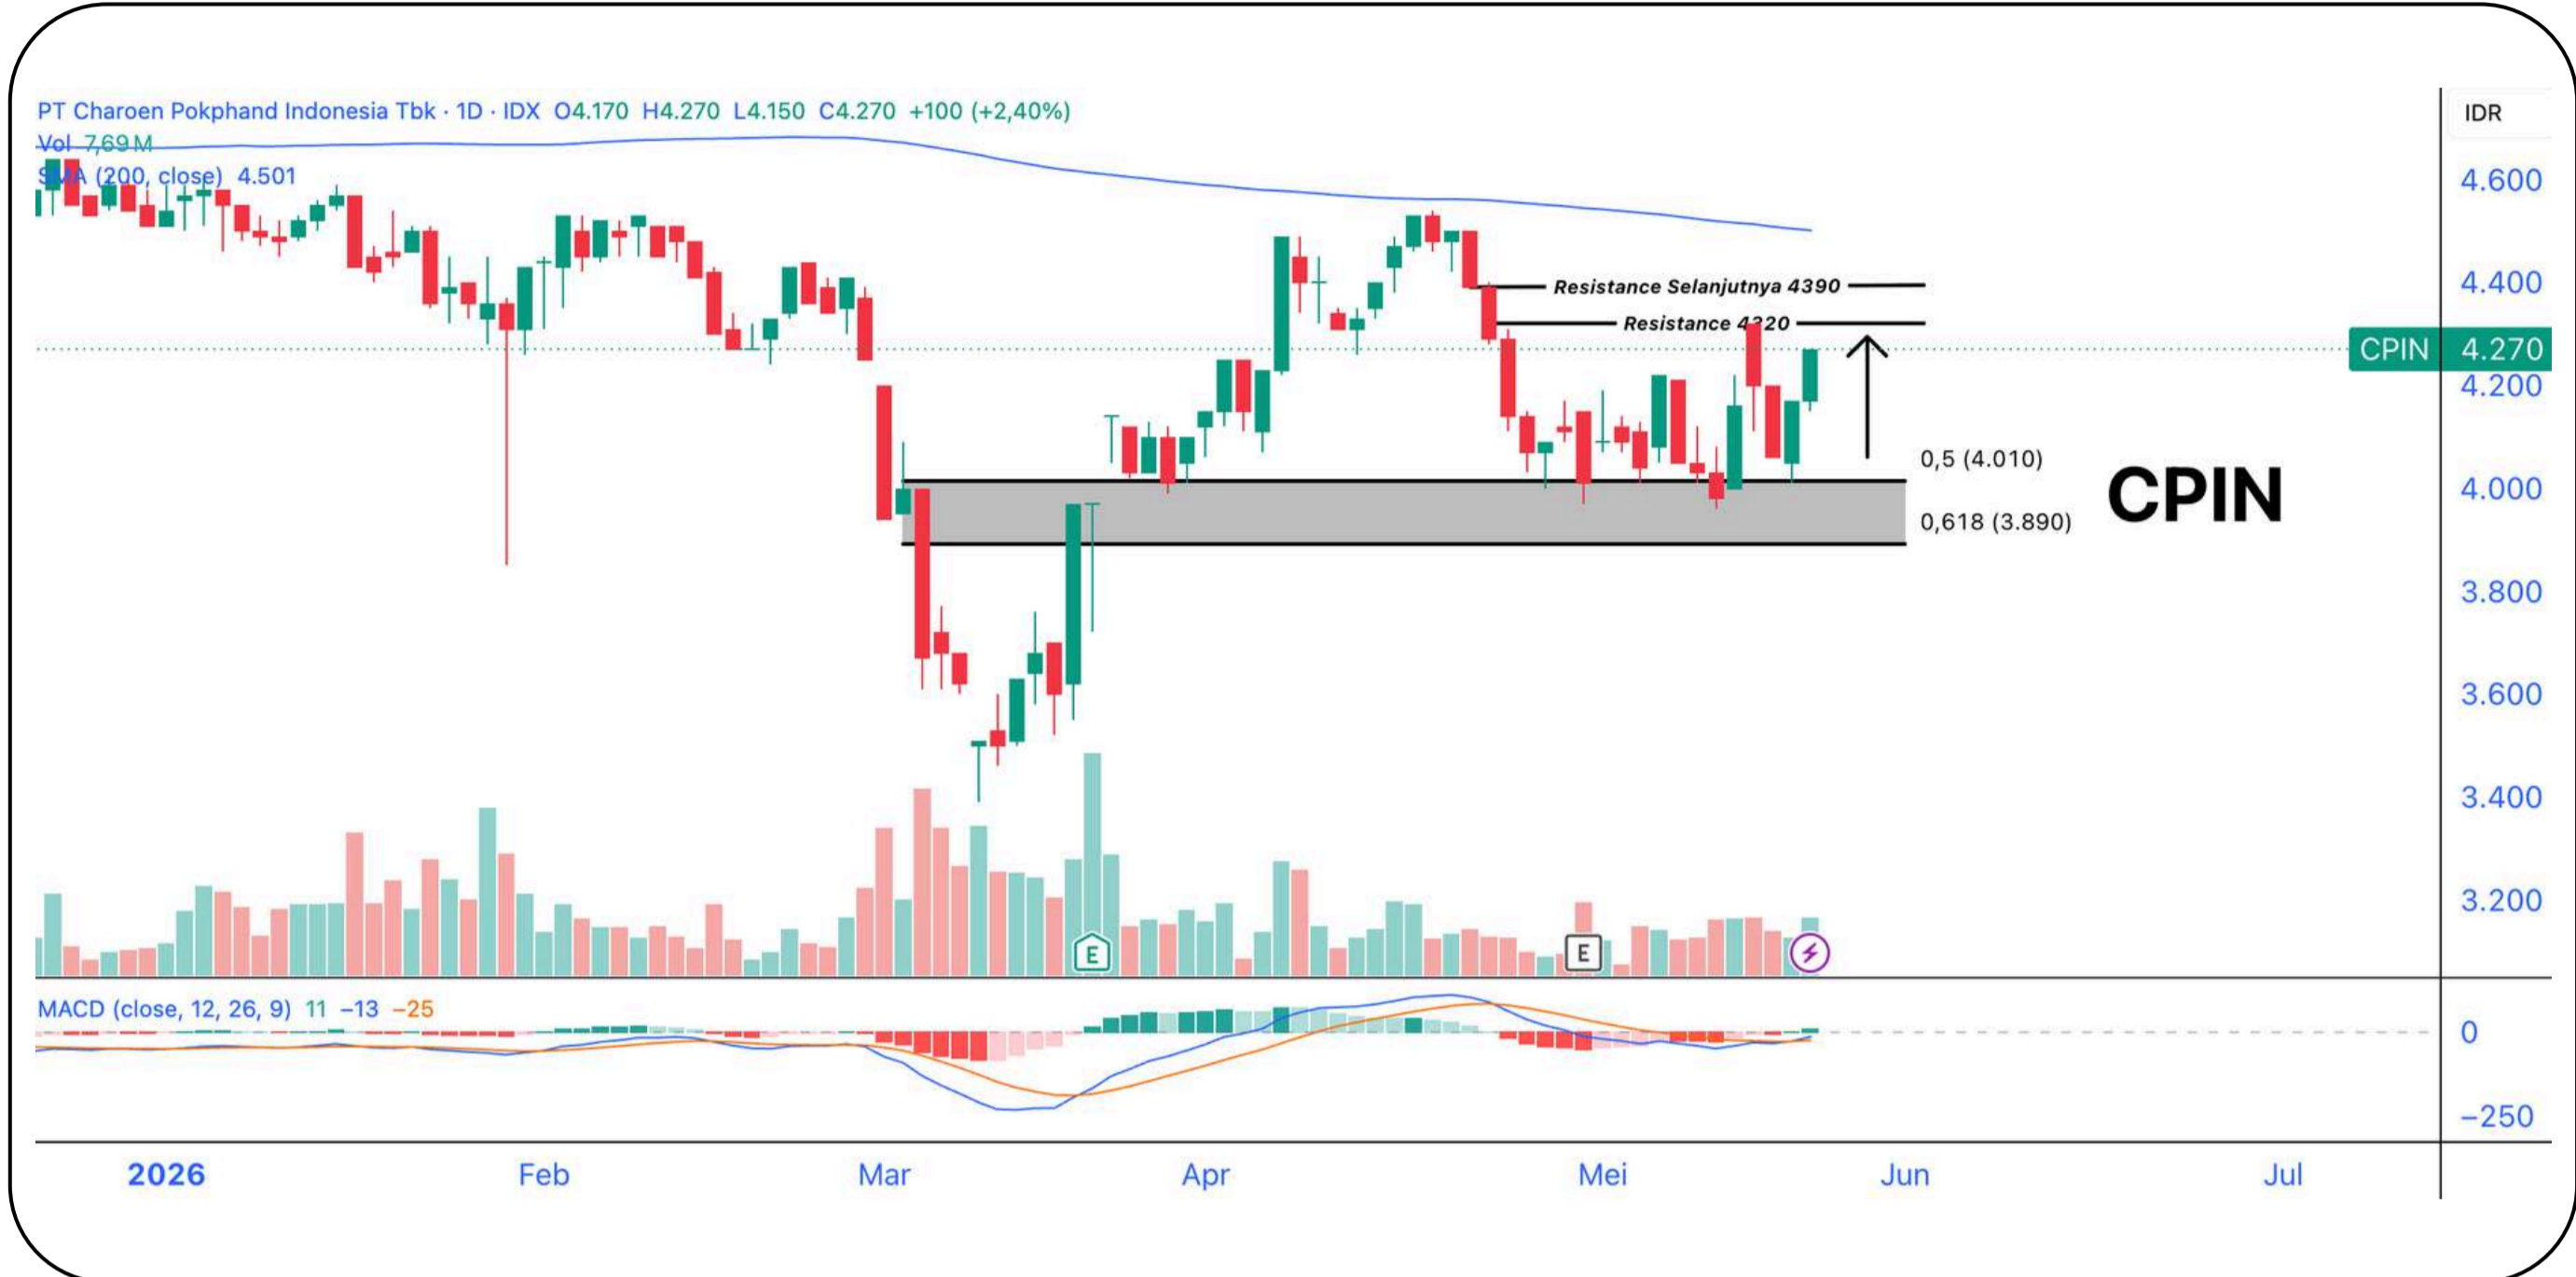 PT Charoen Pokphand Indonesia Tbk · 1D · IDX O4.170 H4.270 L4.150 C4.270 +100 (+2,40%)
Vol 7,69 M
SMA (200, close) 4.501
IDR
4.600
4.400
Resistance Selanjutnya 4390
Resistance 4320
CPIN 4.270
4.200
0,5 (4.010)
CPIN
4.000
0,618 (3.890)
3.800
3.600
3.400
3.200
E
E
MACD (close, 12, 26, 9) 11 −13 −25
0
−250
2026 Feb Mar Apr Mei Jun Jul